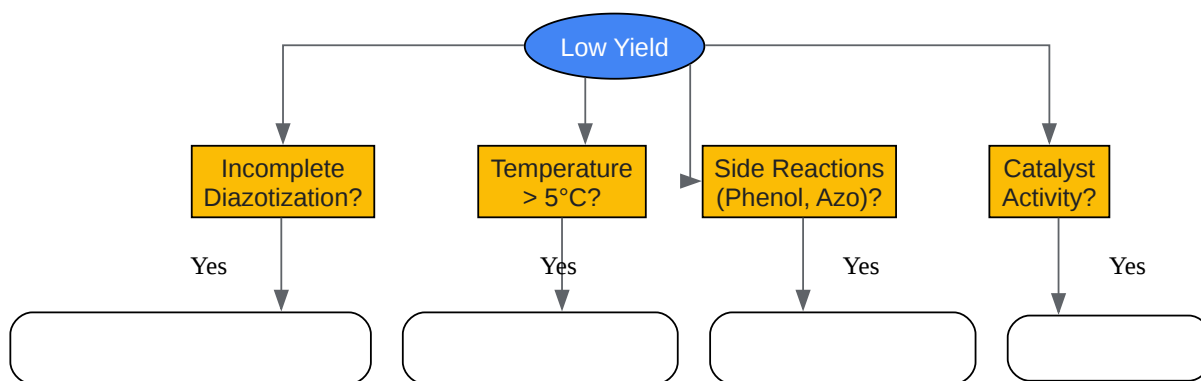 Low Yield
Incomplete
Diazotization?
Temperature
> 5°C?
Side Reactions
(Phenol, Azo)?
Catalyst
Activity?
Yes
Yes
Yes
Yes